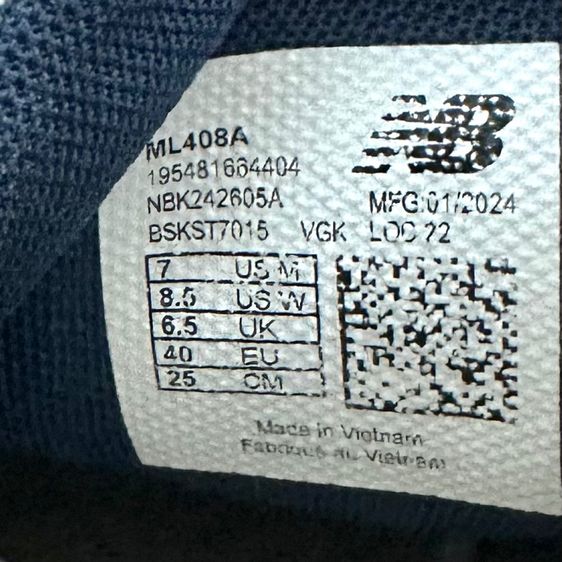 ML408A
195481664404
NBK242605A MFG:01/2024
BSKST7015 VGK LOC 22
7 US M
8.5 US W
6.5 UK
40 EU
25 CM
Made in Vietnam
Fabriqué au Vietnam